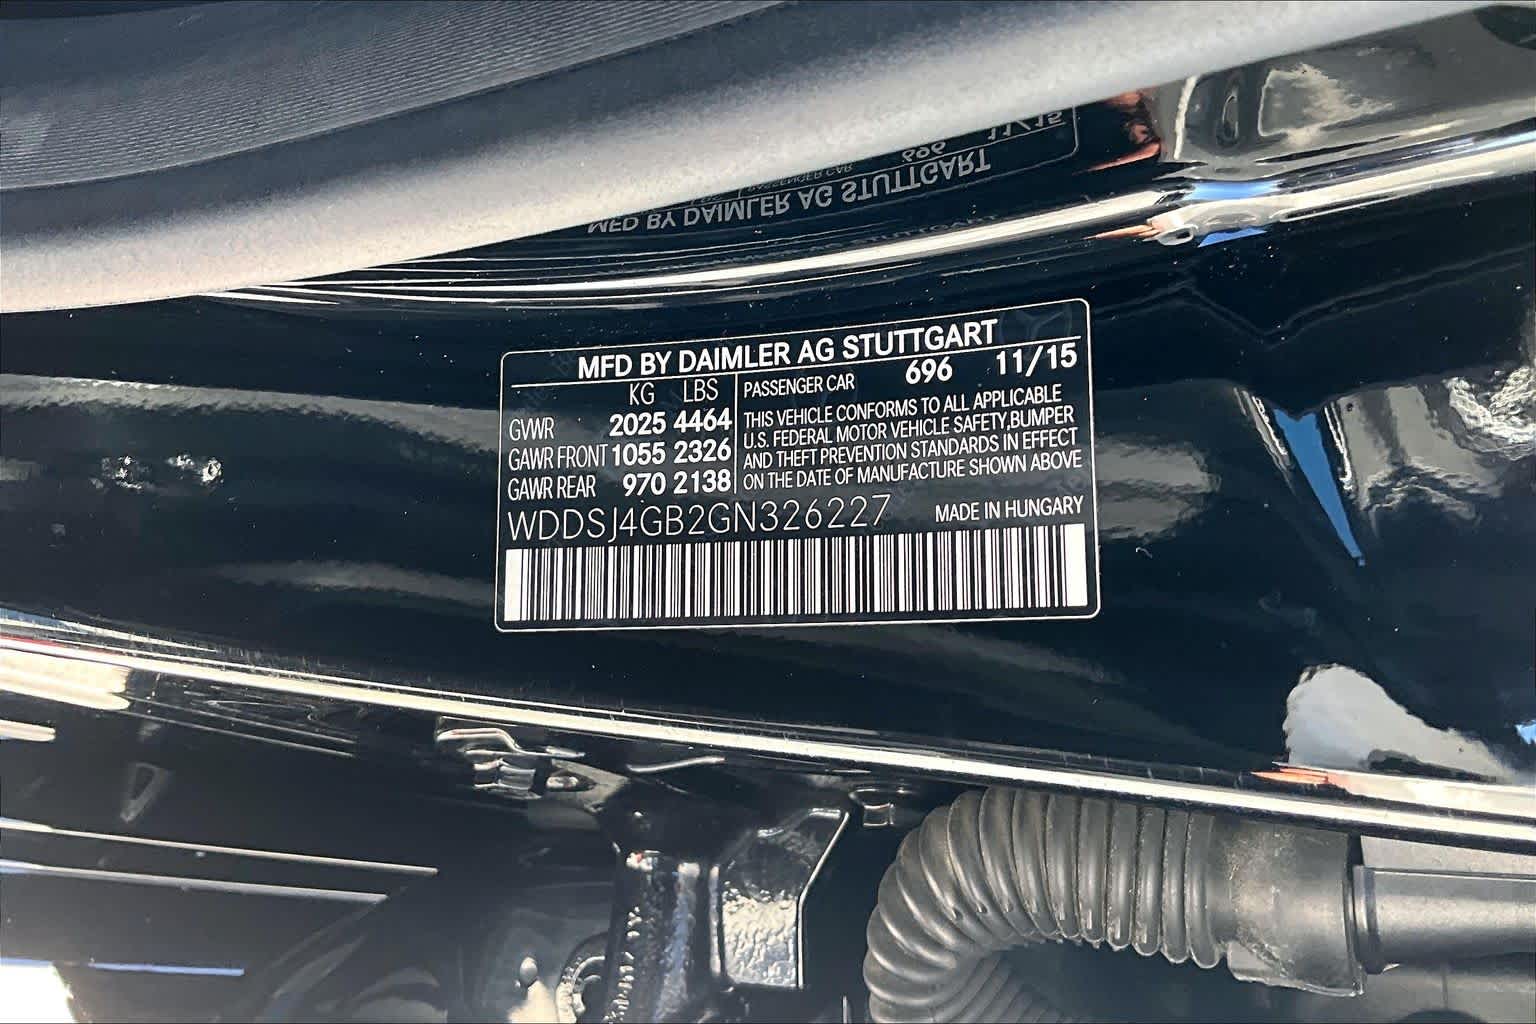 MFD BY DAIMLER AG STUTTGART
696 11/15
KG LBS
GVWR 2025 4464
GAWR FRONT 1055 2326
GAWR REAR 970 2138
PASSENGER CAR
THIS VEHICLE CONFORMS TO ALL APPLICABLE
U.S. FEDERAL MOTOR VEHICLE SAFETY,BUMPER
AND THEFT PREVENTION STANDARDS IN EFFECT
ON THE DATE OF MANUFACTURE SHOWN ABOVE
WDDSJ4GB2GN326227
MADE IN HUNGARY